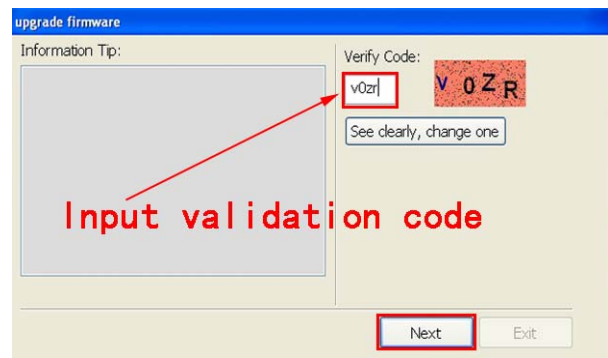 upgrade firmware
Information Tip:
Verify Code:
v0zr
V 0 Z R
See clearly, change one
Input validation code
Next
Exit